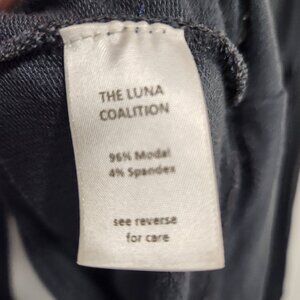 THE LUNA
COALITION
96% Modal
4% Spandex
see reverse
for care